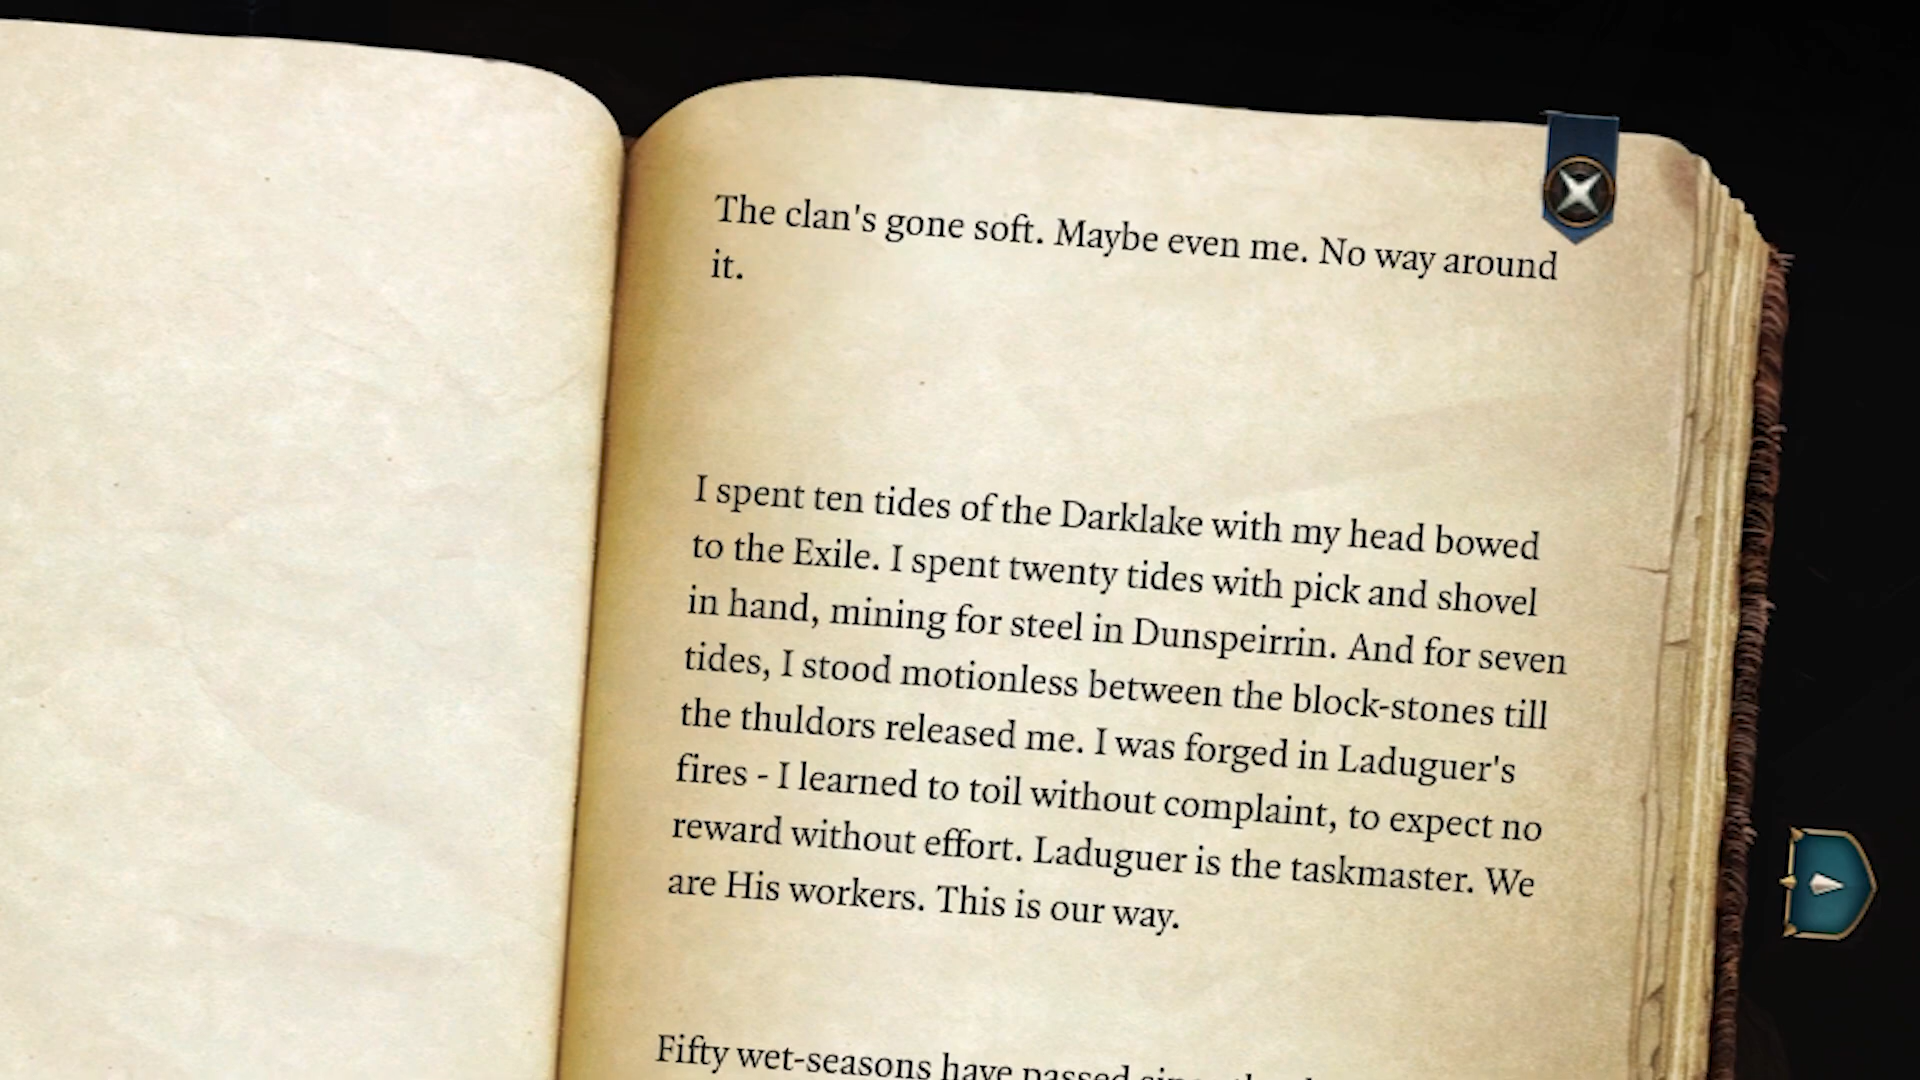 The clan's gone soft. Maybe even me. No way around
it.
I spent ten tides of the Darklake with my head bowed
to the Exile. I spent twenty tides with pick and shovel
in hand, mining for steel in Dunspeirrin. And for seven
tides, I stood motionless between the block-stones till
the thuldors released me. I was forged in Laduguer's
fires - I learned to toil without complaint, to expect no
reward without effort. Laduguer is the taskmaster. We
are His workers. This is our way.
Fifty wet-seasons have passed since